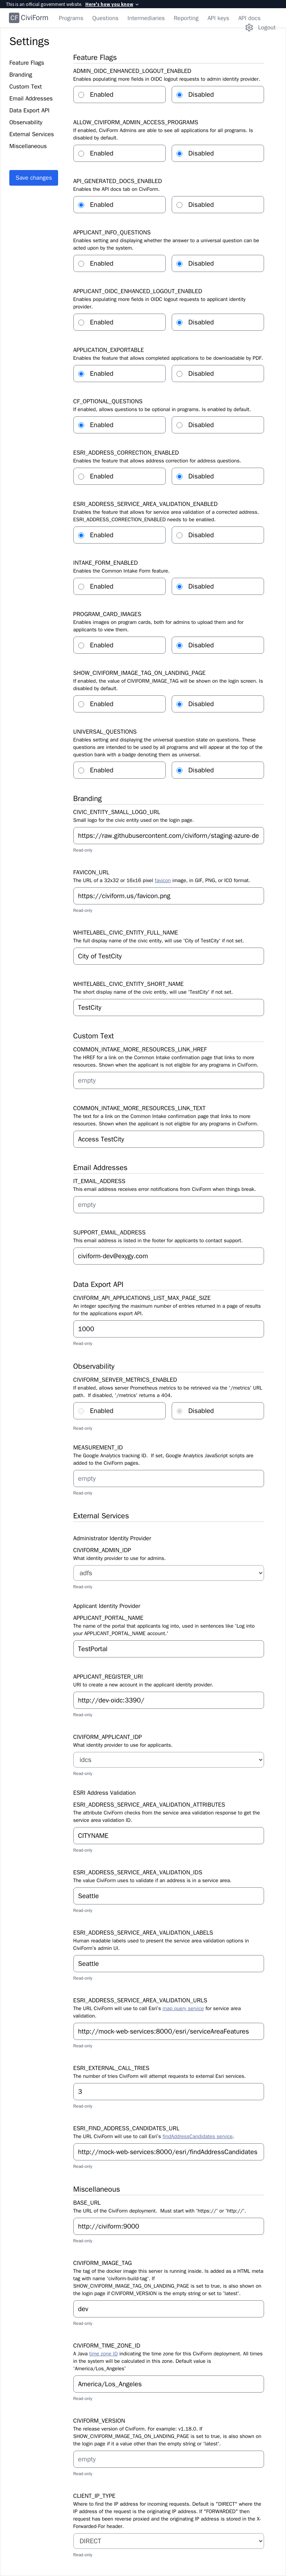 This is an official government website. Here's how you know
CF CiviForm Programs Questions Intermediaries Reporting API keys API docs
Logout
Settings
Feature Flags
Branding
Custom Text
Email Addresses
Data Export API
Observability
External Services
Miscellaneous
Save changes
Feature Flags
ADMIN_OIDC_ENHANCED_LOGOUT_ENABLED
Enables populating more fields in OIDC logout requests to admin identity provider.
Enabled Disabled
ALLOW_CIVIFORM_ADMIN_ACCESS_PROGRAMS
If enabled, CiviForm Admins are able to see all applications for all programs. Is
disabled by default.
Enabled Disabled
API_GENERATED_DOCS_ENABLED
Enables the API docs tab on CiviForm.
Enabled Disabled
APPLICANT_INFO_QUESTIONS
Enables setting and displaying whether the answer to a universal question can be
acted upon by the system.
Enabled Disabled
APPLICANT_OIDC_ENHANCED_LOGOUT_ENABLED
Enables populating more fields in OIDC logout requests to applicant identity
provider.
Enabled Disabled
APPLICATION_EXPORTABLE
Enables the feature that allows completed applications to be downloadable by PDF.
Enabled Disabled
CF_OPTIONAL_QUESTIONS
If enabled, allows questions to be optional in programs. Is enabled by default.
Enabled Disabled
ESRI_ADDRESS_CORRECTION_ENABLED
Enables the feature that allows address correction for address questions.
Enabled Disabled
ESRI_ADDRESS_SERVICE_AREA_VALIDATION_ENABLED
Enables the feature that allows for service area validation of a corrected address.
ESRI_ADDRESS_CORRECTION_ENABLED needs to be enabled.
Enabled Disabled
INTAKE_FORM_ENABLED
Enables the Common Intake Form feature.
Enabled Disabled
PROGRAM_CARD_IMAGES
Enables images on program cards, both for admins to upload them and for
applicants to view them.
Enabled Disabled
SHOW_CIVIFORM_IMAGE_TAG_ON_LANDING_PAGE
If enabled, the value of CIVIFORM_IMAGE_TAG will be shown on the login screen. Is
disabled by default.
Enabled Disabled
UNIVERSAL_QUESTIONS
Enables setting and displaying the universal question state on questions. These
questions are intended to be used by all programs and will appear at the top of the
question bank with a badge denoting them as universal.
Enabled Disabled
Branding
CIVIC_ENTITY_SMALL_LOGO_URL
Small logo for the civic entity used on the login page.
https://raw.githubusercontent.com/civiform/staging-azure-de
Read-only
FAVICON_URL
The URL of a 32x32 or 16x16 pixel favicon image, in GIF, PNG, or ICO format.
https://civiform.us/favicon.png
Read-only
WHITELABEL_CIVIC_ENTITY_FULL_NAME
The full display name of the civic entity, will use 'City of TestCity' if not set.
City of TestCity
WHITELABEL_CIVIC_ENTITY_SHORT_NAME
The short display name of the civic entity, will use 'TestCity' if not set.
TestCity
Custom Text
COMMON_INTAKE_MORE_RESOURCES_LINK_HREF
The HREF for a link on the Common Intake confirmation page that links to more
resources. Shown when the applicant is not eligible for any programs in CiviForm.
empty
COMMON_INTAKE_MORE_RESOURCES_LINK_TEXT
The text for a link on the Common Intake confirmation page that links to more
resources. Shown when the applicant is not eligible for any programs in CiviForm.
Access TestCity
Email Addresses
IT_EMAIL_ADDRESS
This email address receives error notifications from CiviForm when things break.
empty
SUPPORT_EMAIL_ADDRESS
This email address is listed in the footer for applicants to contact support.
civiform-dev@exygy.com
Data Export API
CIVIFORM_API_APPLICATIONS_LIST_MAX_PAGE_SIZE
An integer specifying the maximum number of entries returned in a page of results
for the applications export API.
1000
Read-only
Observability
CIVIFORM_SERVER_METRICS_ENABLED
If enabled, allows server Prometheus metrics to be retrieved via the '/metrics' URL
path. If disabled, '/metrics' returns a 404.
Enabled Disabled
Read-only
MEASUREMENT_ID
The Google Analytics tracking ID. If set, Google Analytics JavaScript scripts are
added to the CiviForm pages.
empty
Read-only
External Services
Administrator Identity Provider
CIVIFORM_ADMIN_IDP
What identity provider to use for admins.
adfs
Read-only
Applicant Identity Provider
APPLICANT_PORTAL_NAME
The name of the portal that applicants log into, used in sentences like 'Log into
your APPLICANT_PORTAL_NAME account.'
TestPortal
APPLICANT_REGISTER_URI
URI to create a new account in the applicant identity provider.
http://dev-oidc:3390/
Read-only
CIVIFORM_APPLICANT_IDP
What identity provider to use for applicants.
idcs
Read-only
ESRI Address Validation
ESRI_ADDRESS_SERVICE_AREA_VALIDATION_ATTRIBUTES
The attribute CiviForm checks from the service area validation response to get the
service area validation ID.
CITYNAME
Read-only
ESRI_ADDRESS_SERVICE_AREA_VALIDATION_IDS
The value CiviForm uses to validate if an address is in a service area.
Seattle
Read-only
ESRI_ADDRESS_SERVICE_AREA_VALIDATION_LABELS
Human readable labels used to present the service area validation options in
CiviForm's admin UI.
Seattle
Read-only
ESRI_ADDRESS_SERVICE_AREA_VALIDATION_URLS
The URL CiviForm will use to call Esri's map query service for service area
validation.
http://mock-web-services:8000/esri/serviceAreaFeatures
Read-only
ESRI_EXTERNAL_CALL_TRIES
The number of tries CiviForm will attempt requests to external Esri services.
3
Read-only
ESRI_FIND_ADDRESS_CANDIDATES_URL
The URL CiviForm will use to call Esri's findAddressCandidates service.
http://mock-web-services:8000/esri/findAddressCandidates
Read-only
Miscellaneous
BASE_URL
The URL of the CiviForm deployment. Must start with 'https://' or 'http://'.
http://civiform:9000
Read-only
CIVIFORM_IMAGE_TAG
The tag of the docker image this server is running inside. Is added as a HTML meta
tag with name 'civiform-build-tag'. If
SHOW_CIVIFORM_IMAGE_TAG_ON_LANDING_PAGE is set to true, is also shown on
the login page if CIVIFORM_VERSION is the empty string or set to 'latest'.
dev
Read-only
CIVIFORM_TIME_ZONE_ID
A Java time zone ID indicating the time zone for this CiviForm deployment. All times
in the system will be calculated in this zone. Default value is
'America/Los_Angeles'
America/Los_Angeles
Read-only
CIVIFORM_VERSION
The release version of CiviForm. For example: v1.18.0. If
SHOW_CIVIFORM_IMAGE_TAG_ON_LANDING_PAGE is set to true, is also shown on
the login page if it a value other than the empty string or 'latest'.
empty
Read-only
CLIENT_IP_TYPE
Where to find the IP address for incoming requests. Default is "DIRECT" where the
IP address of the request is the originating IP address. If "FORWARDED" then
request has been reverse proxied and the originating IP address is stored in the X-
Forwarded-For header.
DIRECT
Read-only